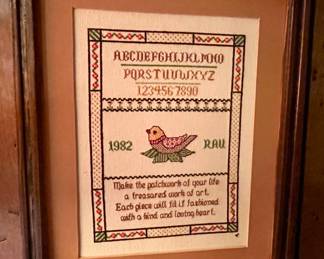 ABCDEFGHIJKLMNO
PQRSTUVWXYZ
1234567890
1982 RAU
Make the patchwork of your life
a treasured work of art.
Each piece will fit if fashioned
with a kind and loving heart.